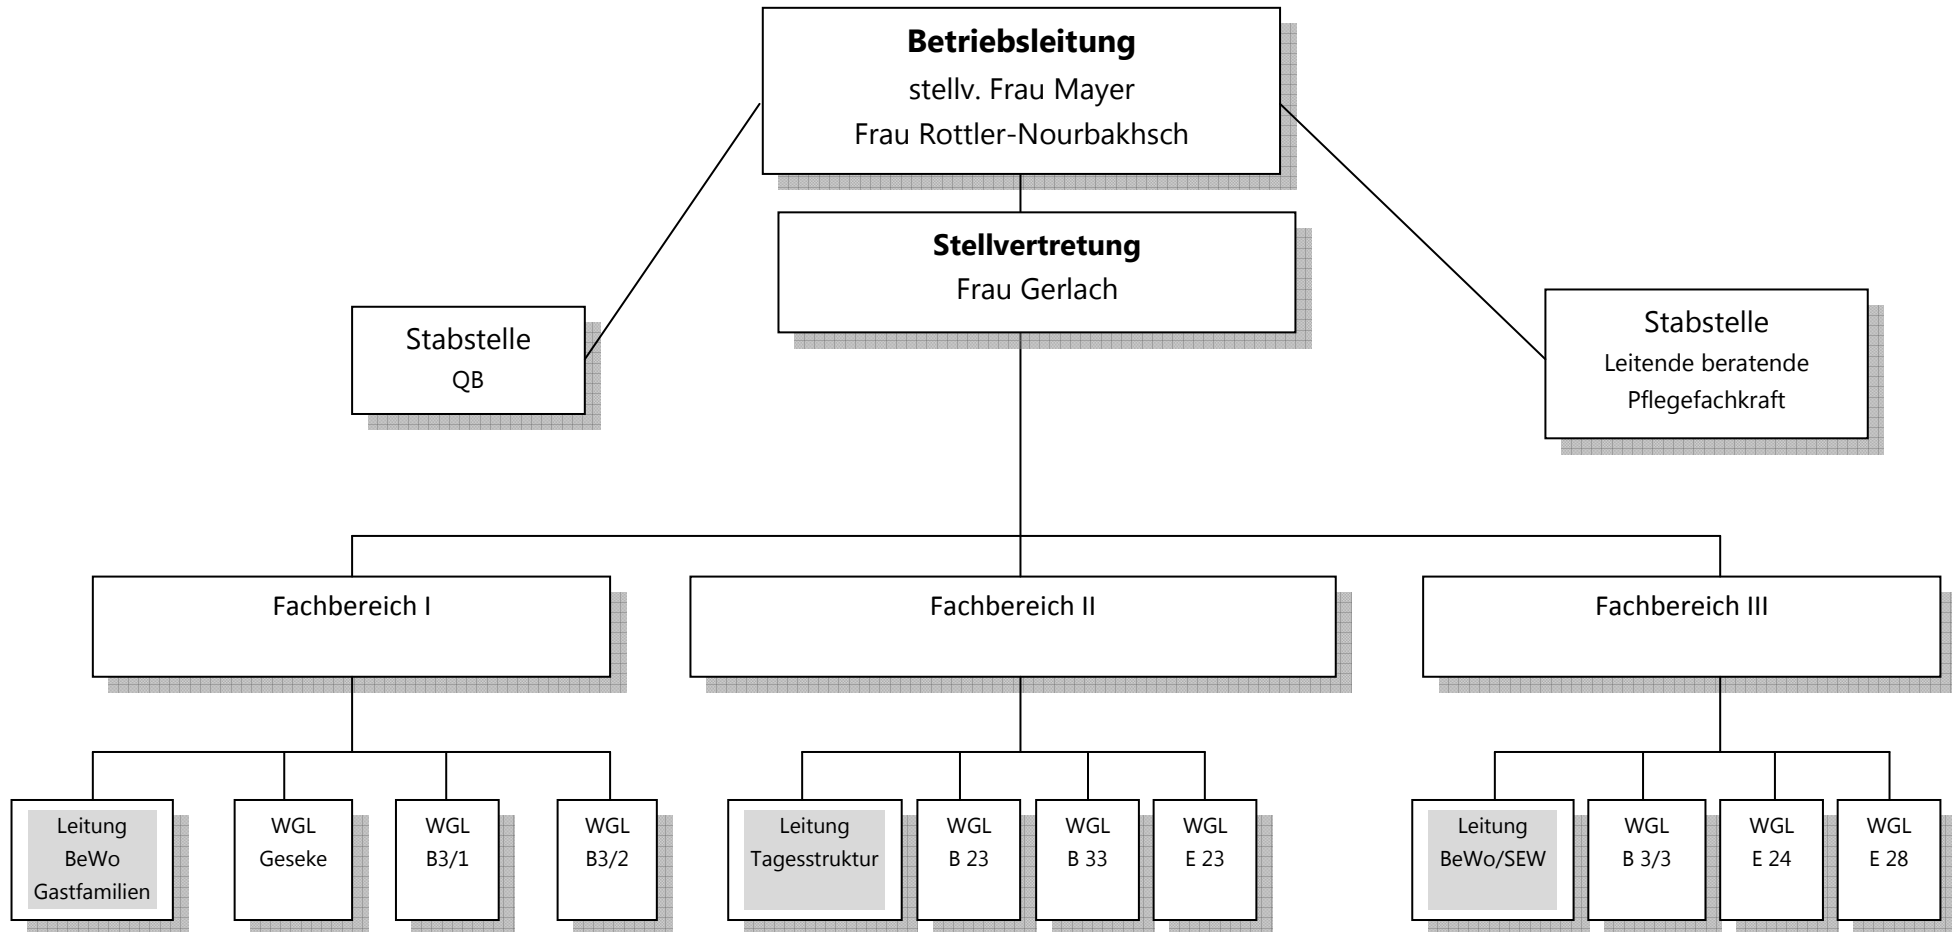 Betriebsleitung
stellv. Frau Mayer
Frau Rottler-Nourbakhsch
Stellvertretung
Frau Gerlach
Stabstelle
QB
Stabstelle
Leitende beratende
Pflegefachkraft
Fachbereich I
Fachbereich II
Fachbereich III
Leitung
BeWo
Gastfamilien
WGL
Geseke
WGL
B3/1
WGL
B3/2
Leitung
Tagesstruktur
WGL
B 23
WGL
B 33
WGL
E 23
Leitung
BeWo/SEW
WGL
B 3/3
WGL
E 24
WGL
E 28